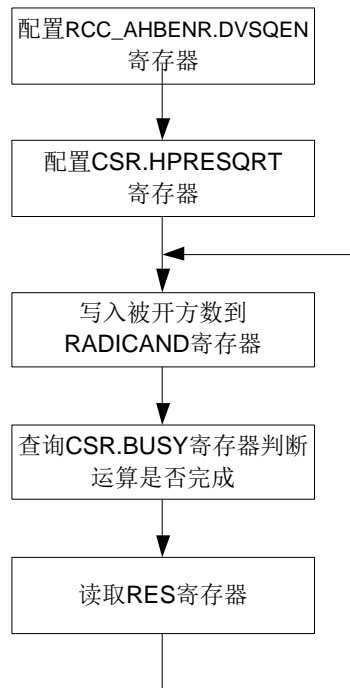 配置RCC_AHBENR.DVSQEN
寄存器
配置CSR.HPRESQRT
寄存器
写入被开方数到
RADICAND寄存器
查询CSR.BUSY寄存器判断
运算是否完成
读取RES寄存器